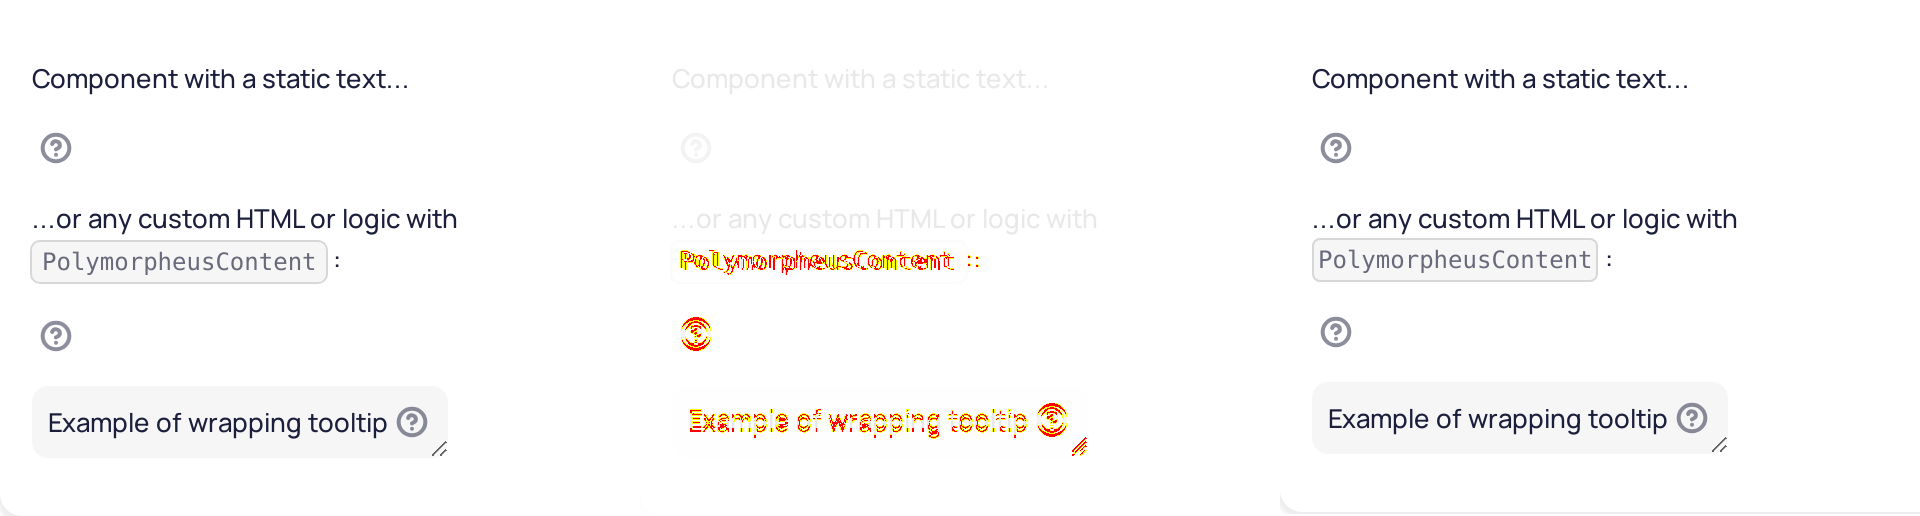 Component with a static text...
...or any custom HTML or logic with
PolymorpheusContent :
Example of wrapping tooltip
Component with a static text...
...or any custom HTML or logic with
PolymorpheusContent ::
Example of wrapping tooltip
Component with a static text...
...or any custom HTML or logic with
PolymorpheusContent :
Example of wrapping tooltip